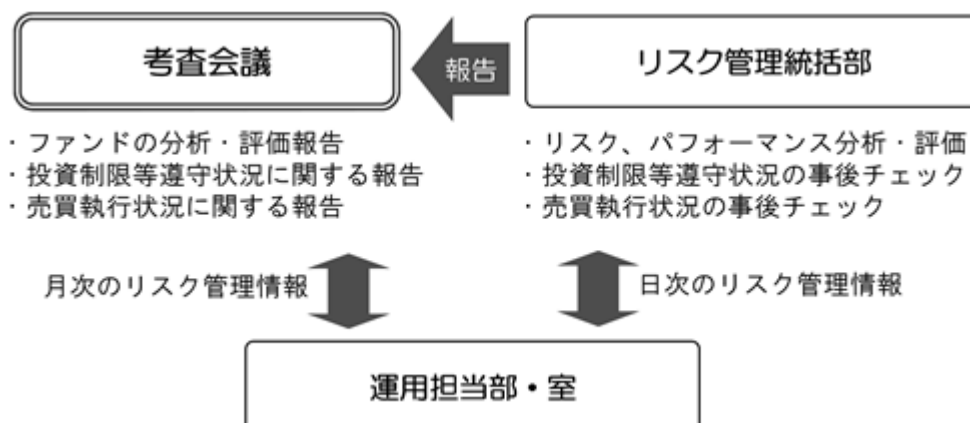 考査会議
報告
リスク管理統括部
・ファンドの分析・評価報告
・投資制限等遵守状況に関する報告
・売買執行状況に関する報告
・リスク、パフォーマンス分析・評価
・投資制限等遵守状況の事後チェック
・売買執行状況の事後チェック
月次のリスク管理情報
日次のリスク管理情報
運用担当部・室